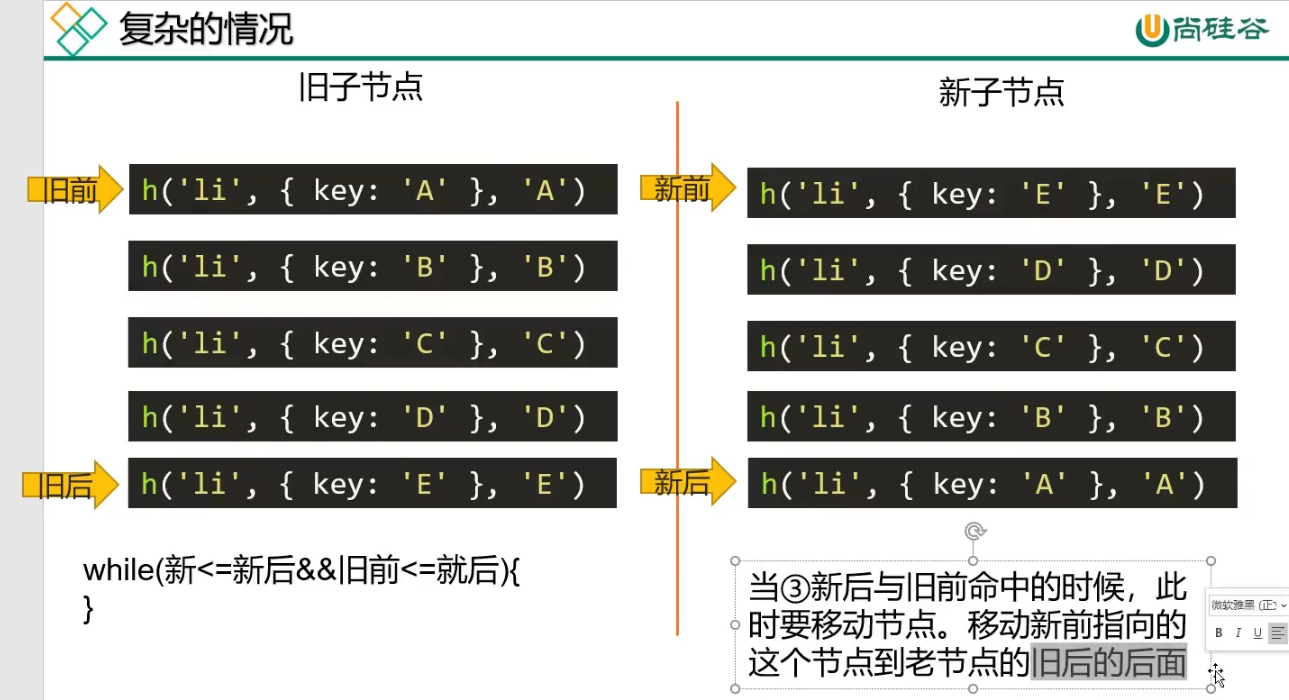 复杂的情况
尚硅谷
旧子节点
新子节点
旧前
h('li', { key: 'A' }, 'A')
h('li', { key: 'B' }, 'B')
h('li', { key: 'C' }, 'C')
h('li', { key: 'D' }, 'D')
旧后
h('li', { key: 'E' }, 'E')
新前
h('li', { key: 'E' }, 'E')
h('li', { key: 'D' }, 'D')
h('li', { key: 'C' }, 'C')
h('li', { key: 'B' }, 'B')
新后
h('li', { key: 'A' }, 'A')
while(新<=新后&&旧前<=就后){
}
当③新后与旧前命中的时候，此
时要移动节点。移动新前指向的
这个节点到老节点的旧后的后面
微软雅黑 (正
B I U